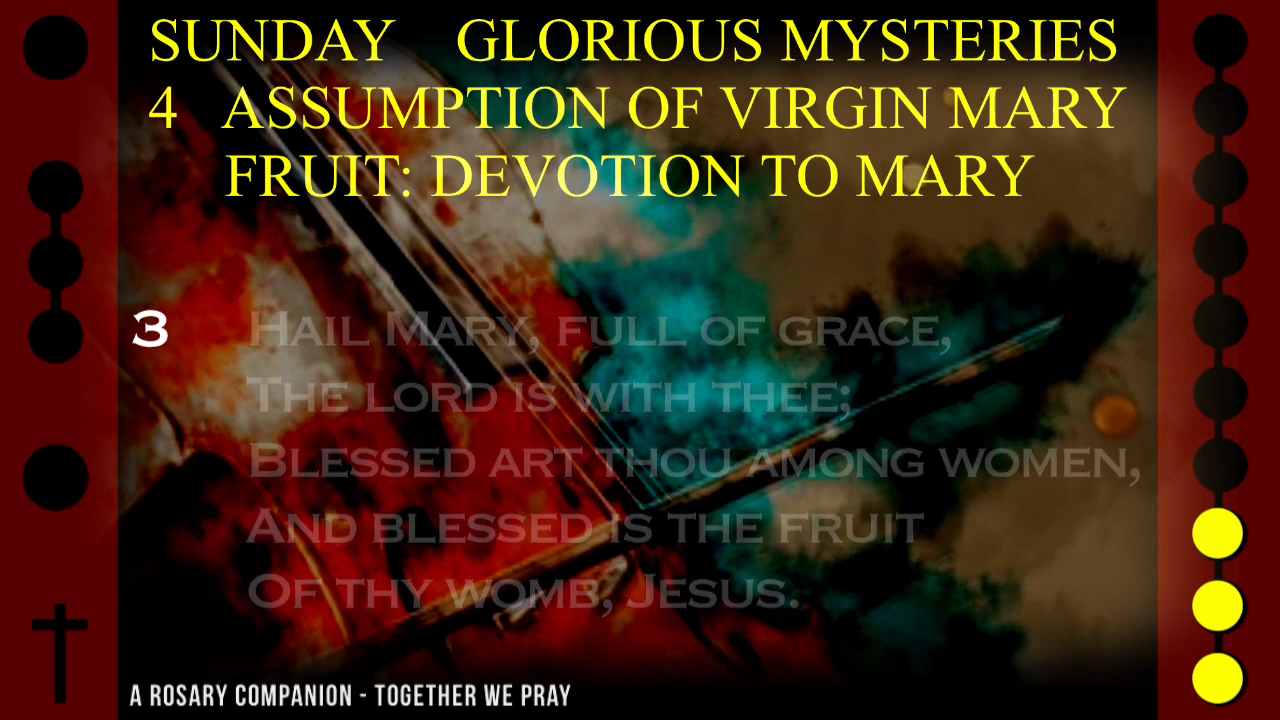 SUNDAY GLORIOUS MYSTERIES
4 ASSUMPTION OF VIRGIN MARY
FRUIT: DEVOTION TO MARY
3 HAIL MARY, FULL OF GRACE,
THE LORD IS WITH THEE;
BLESSED ART THOU AMONG WOMEN,
AND BLESSED IS THE FRUIT
OF THY WOMB, JESUS.
A ROSARY COMPANION - TOGETHER WE PRAY